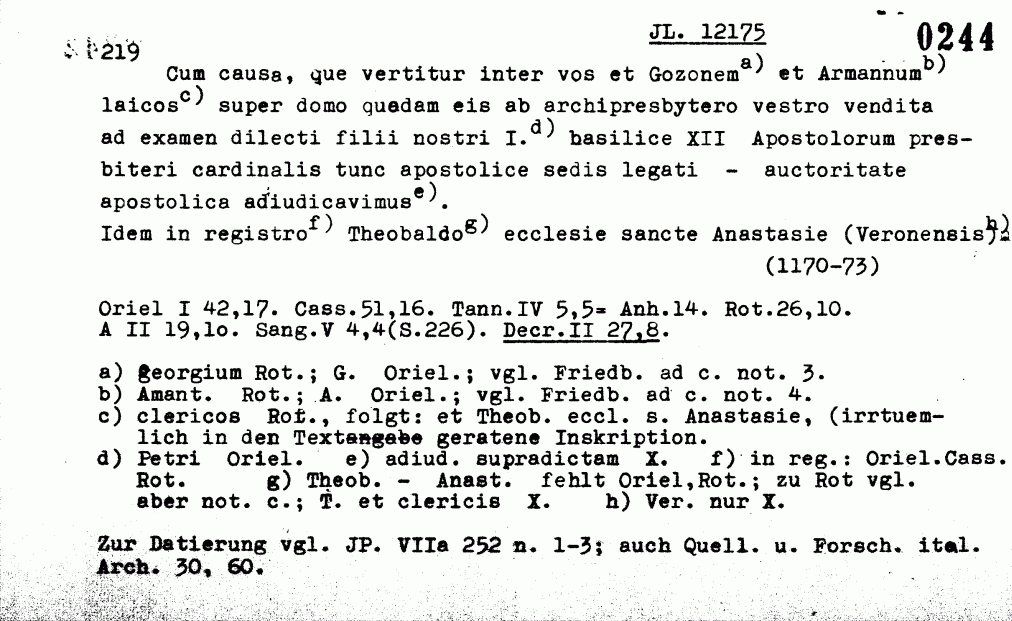 JL. 12175 0244
219
Cum causa, que vertitur inter vos et Gozonem a) et Armannum b)
laicos c) super domo quadam eis ab archipresbytero vestro vendita
ad examen dilecti filii nostri I. d) basilice XII Apostolorum pres-
biteri cardinalis tunc apostolice sedis legati - auctoritate
apostolica adiudicavimus e).
Idem in registro f) Theobaldo g) ecclesie sancte Anastasie (Veronensis) h).
(1170-73)
Oriel I 42,17. Cass.51,16. Tann.IV 5,5= Anh.14. Rot.26,10.
A II 19,1o. Sang.V 4,4(S.226). Decr.II 27,8.
a) georgium Rot.; G. Oriel.; vgl. Friedb. ad c. not. 3.
b) Amant. Rot.; A. Oriel.; vgl. Friedb. ad c. not. 4.
c) clericos Rot., folgt: et Theob. eccl. s. Anastasie, (irrtuem-
lich in den Textangabe geratene Inskription.
d) Petri Oriel. e) adiud. supradictam X. f) in reg.: Oriel.Cass.
Rot. g) Theob. - Anast. fehlt Oriel,Rot.; zu Rot vgl.
aber not. c.; T. et clericis X. h) Ver. nur X.
Zur Datierung vgl. JP. VIIa 252 n. 1-3; auch Quell. u. Forsch. ital.
Arch. 30, 60.